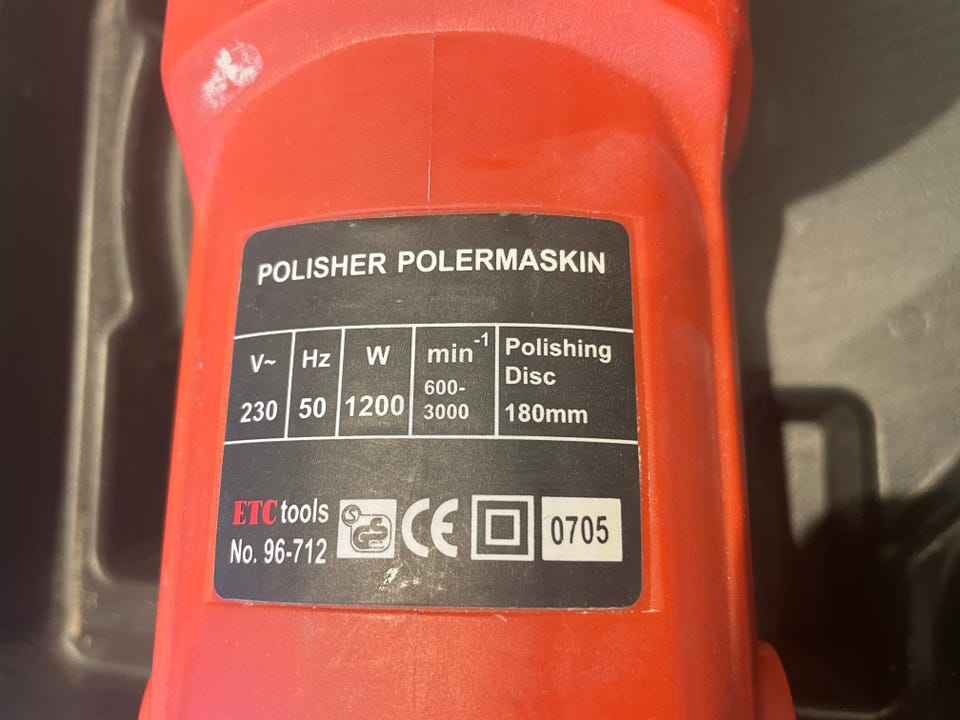 POLISHER POLERMASKIN
V~ Hz W min-1 Polishing Disc
230 50 1200 600-3000 180mm
ETC tools
No. 96-712
S
CE
0705